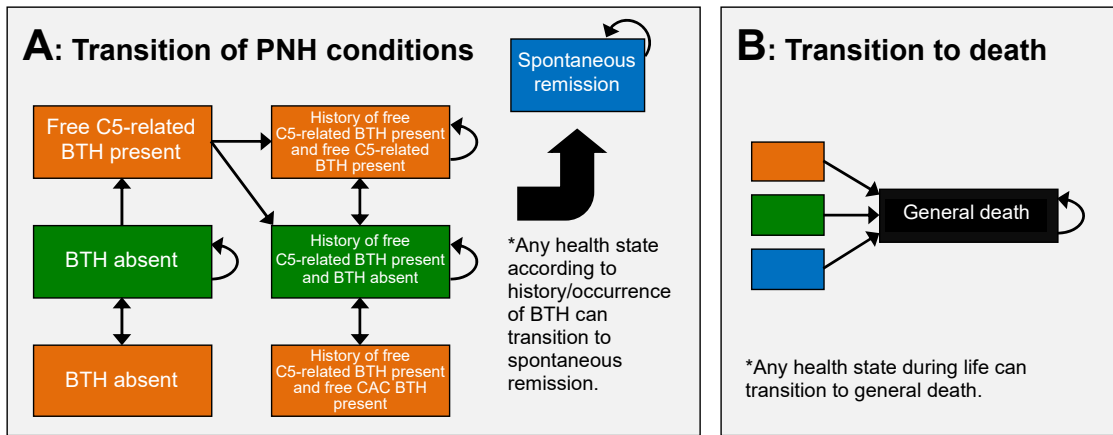 A: Transition of PNH conditions
Spontaneous
remission
Free C5-related
BTH present
History of free
C5-related BTH present
and free C5-related
BTH present
BTH absent
History of free
C5-related BTH present
and BTH absent
BTH absent
History of free
C5-related BTH present
and free CAC BTH
present
*Any health state
according to
history/occurrence
of BTH can
transition to
spontaneous
remission.
B: Transition to death
General death
*Any health state during life can
transition to general death.